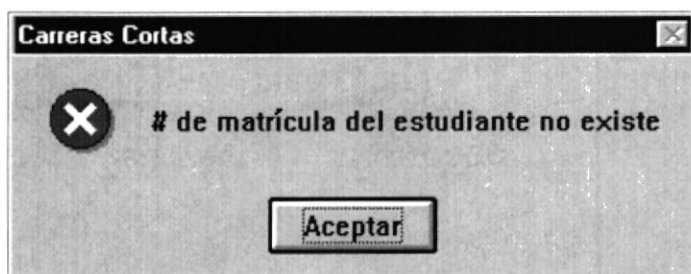 Carreras Cortas
# de matrícula del estudiante no existe
Aceptar